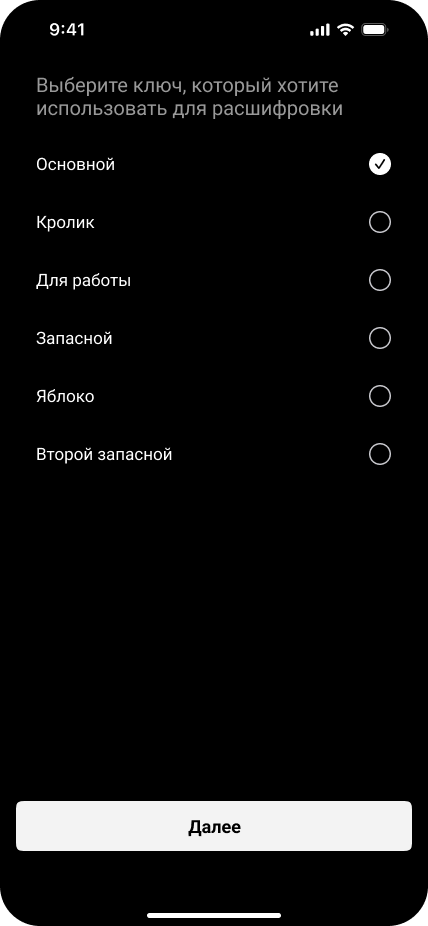 9:41
Выберите ключ, который хотите
использовать для расшифровки
Основной
Кролик
Для работы
Запасной
Яблоко
Второй запасной
Далее